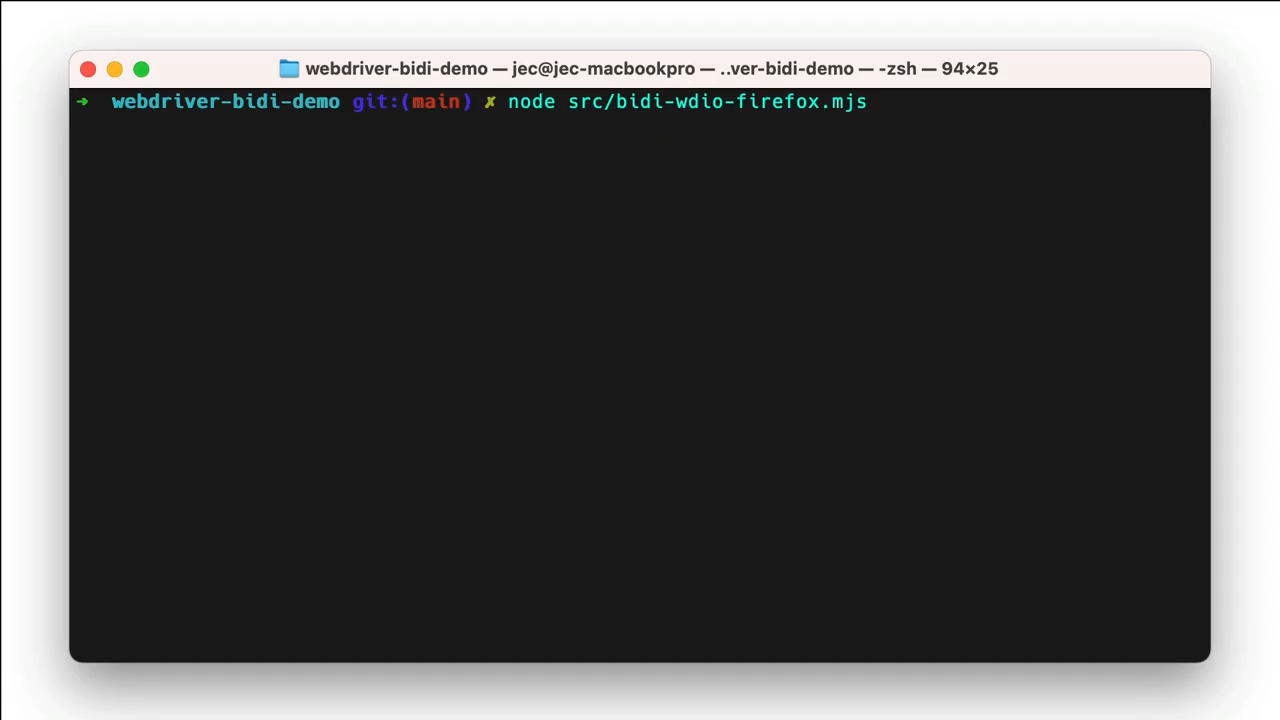 webdriver-bidi-demo — jec@jec-macbookpro — ..ver-bidi-demo — -zsh — 94×25
➜ webdriver-bidi-demo git:(main) ✗ node src/bidi-wdio-firefox.mjs